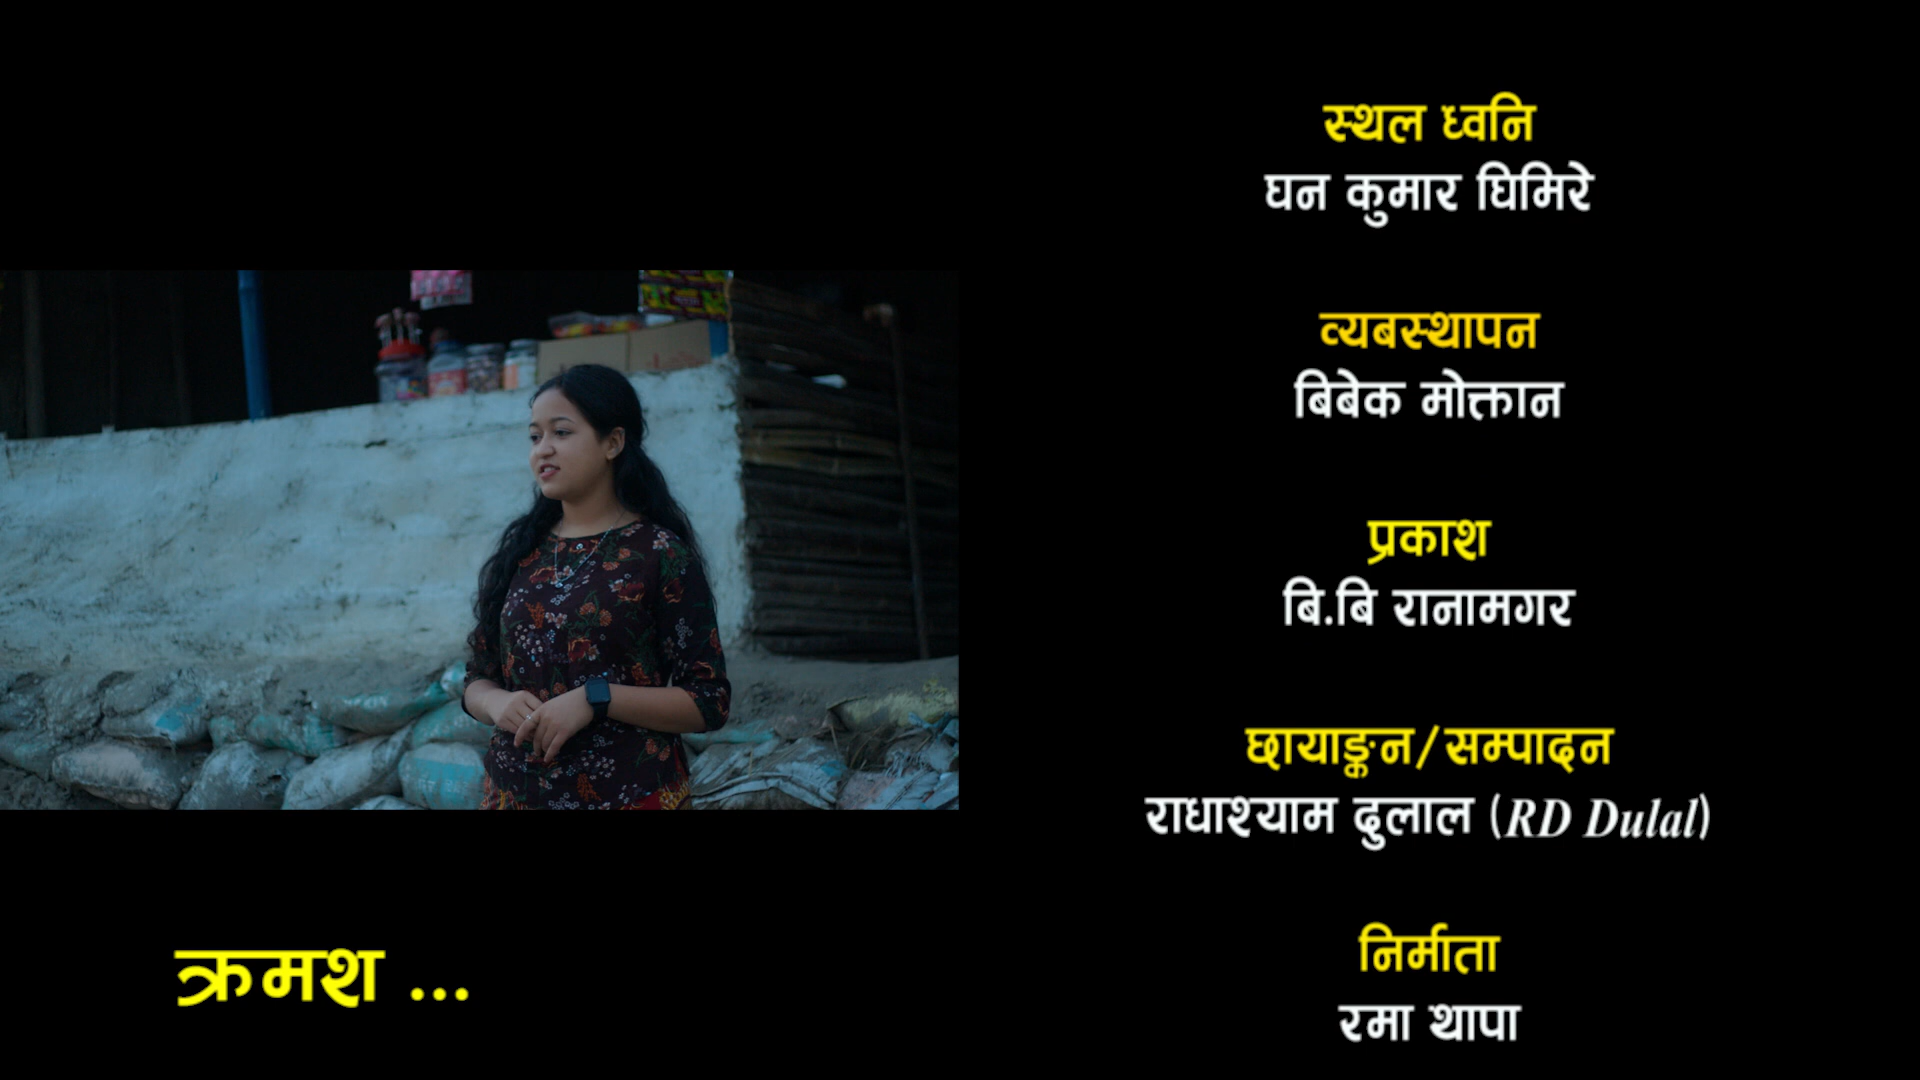 स्थल ध्वनि
घन कुमार घिमिरे
व्यबस्थापन
बिबेक मोक्तान
प्रकाश
बि.बि रानामगर
छायाङ्कन/सम्पादन
राधाश्याम दुलाल (RD Dulal)
निर्माता
रमा थापा
क्रमश ...